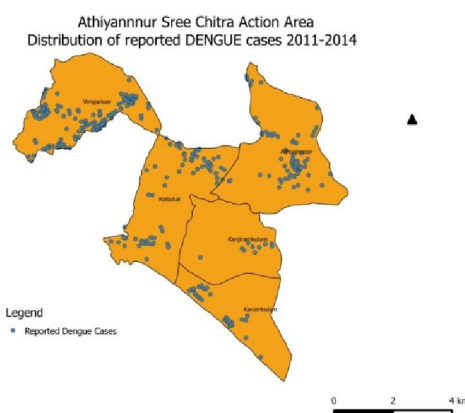 Athiyannnur Sree Chitra Action Area
Distribution of reported DENGUE cases 2011-2014
Venganoor
Kottukal
Kanjiramkulam
Karumkulam
Legend
Reported Dengue Cases
0 2 4 km